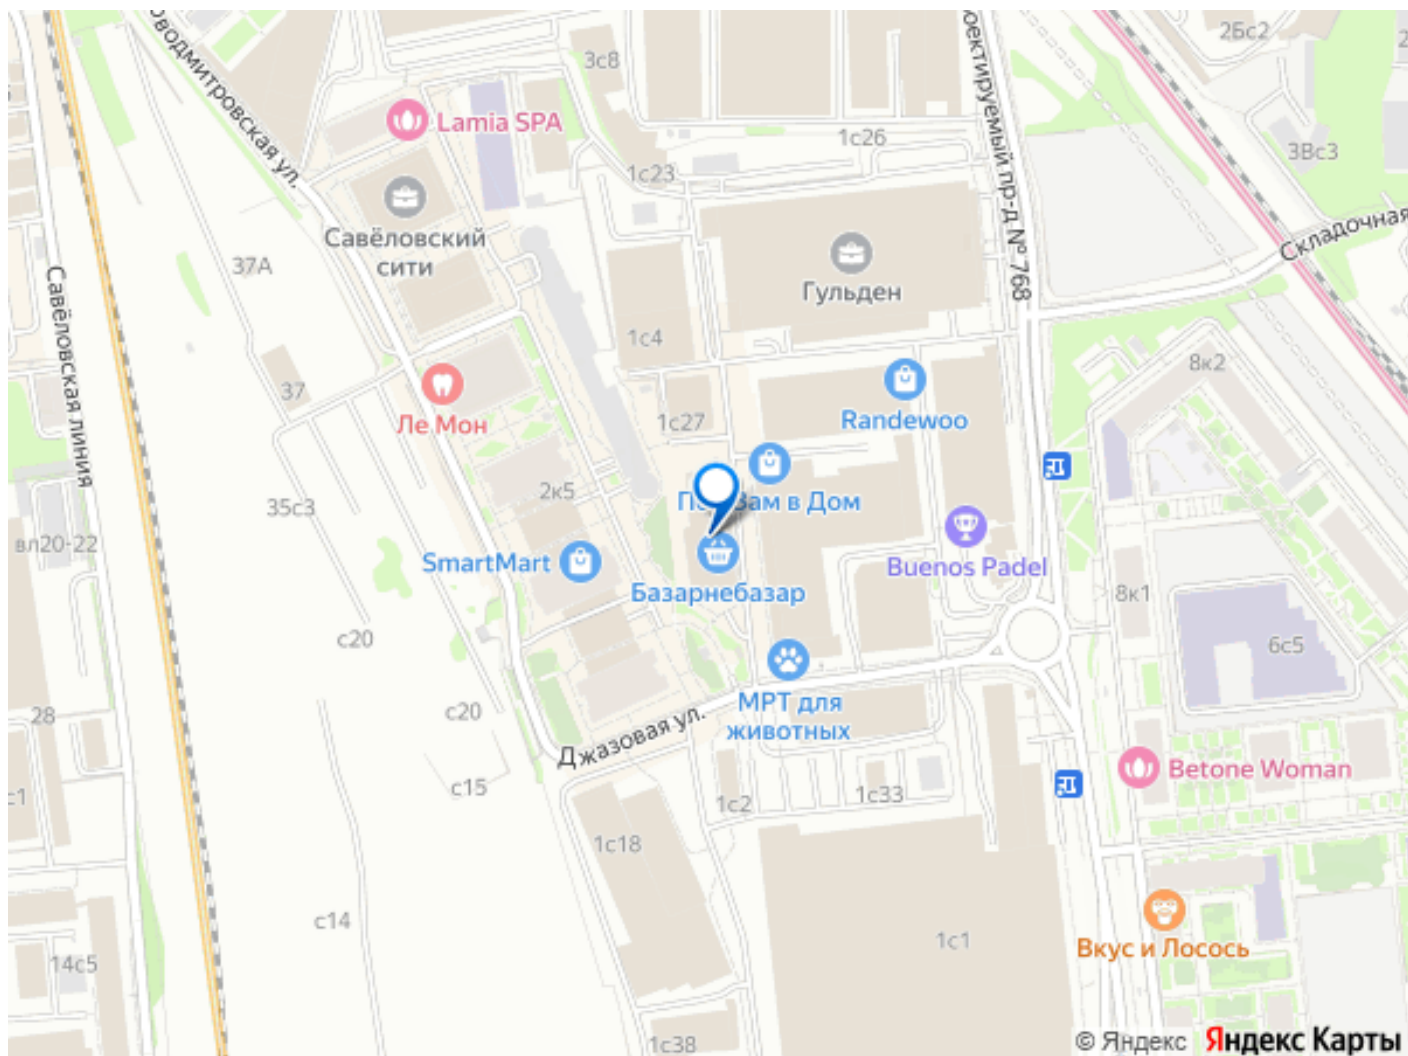 оводмитровская ул.
3с8
оектируемый пр-д № 768
2Бс2
Lamia SPA
1с26
3Вс3
1с23
Складочная
Савёловский
сити
37А
Гульден
Савёловская линия
1с4
8к2
37
Ле Мон
1с27
Randewoo
2к5
Вам в Дом
35с3
вл20-22
SmartMart
Базарнебазар
Buenos Padel
8к1
с20
6с5
28
с20
МРТ для
животных
Джазовая ул.
Betone Woman
с15
с1
1с2
1с33
1с18
с14
1с1
Вкус и Лосось
14с5
1с38
© Яндекс Яндекс Карты